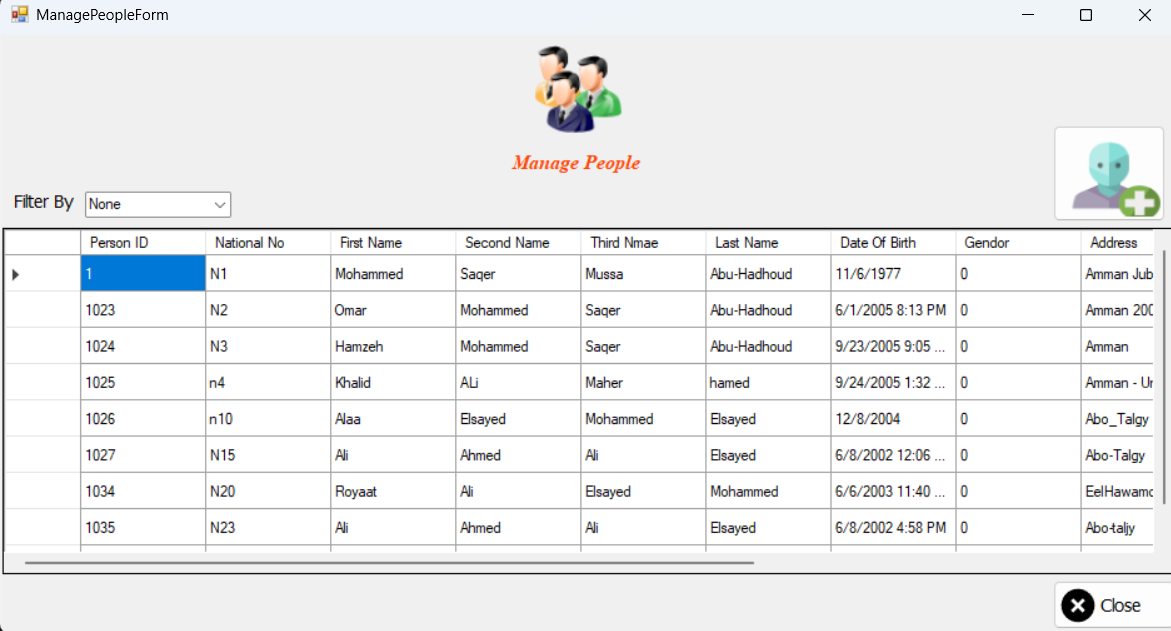 ManagePeopleForm
Manage People
Filter By None
Person ID National No First Name Second Name Third Nmae Last Name Date Of Birth Gendor Address
1 N1 Mohammed Saqer Mussa Abu-Hadhoud 11/6/1977 0 Amman Jub
1023 N2 Omar Mohammed Saqer Abu-Hadhoud 6/1/2005 8:13 PM 0 Amman 200
1024 N3 Hamzeh Mohammed Saqer Abu-Hadhoud 9/23/2005 9:05 ... 0 Amman
1025 n4 Khalid ALi Maher hamed 9/24/2005 1:32 ... 0 Amman - Ur
1026 n10 Alaa Elsayed Mohammed Elsayed 12/8/2004 0 Abo_Talgy
1027 N15 Ali Ahmed Ali Elsayed 6/8/2002 12:06 ... 0 Abo-Talgy
1034 N20 Royaat Ali Elsayed Mohammed 6/6/2003 11:40 ... 0 EelHawamd
1035 N23 Ali Ahmed Ali Elsayed 6/8/2002 4:58 PM 0 Abo-taljy
Close